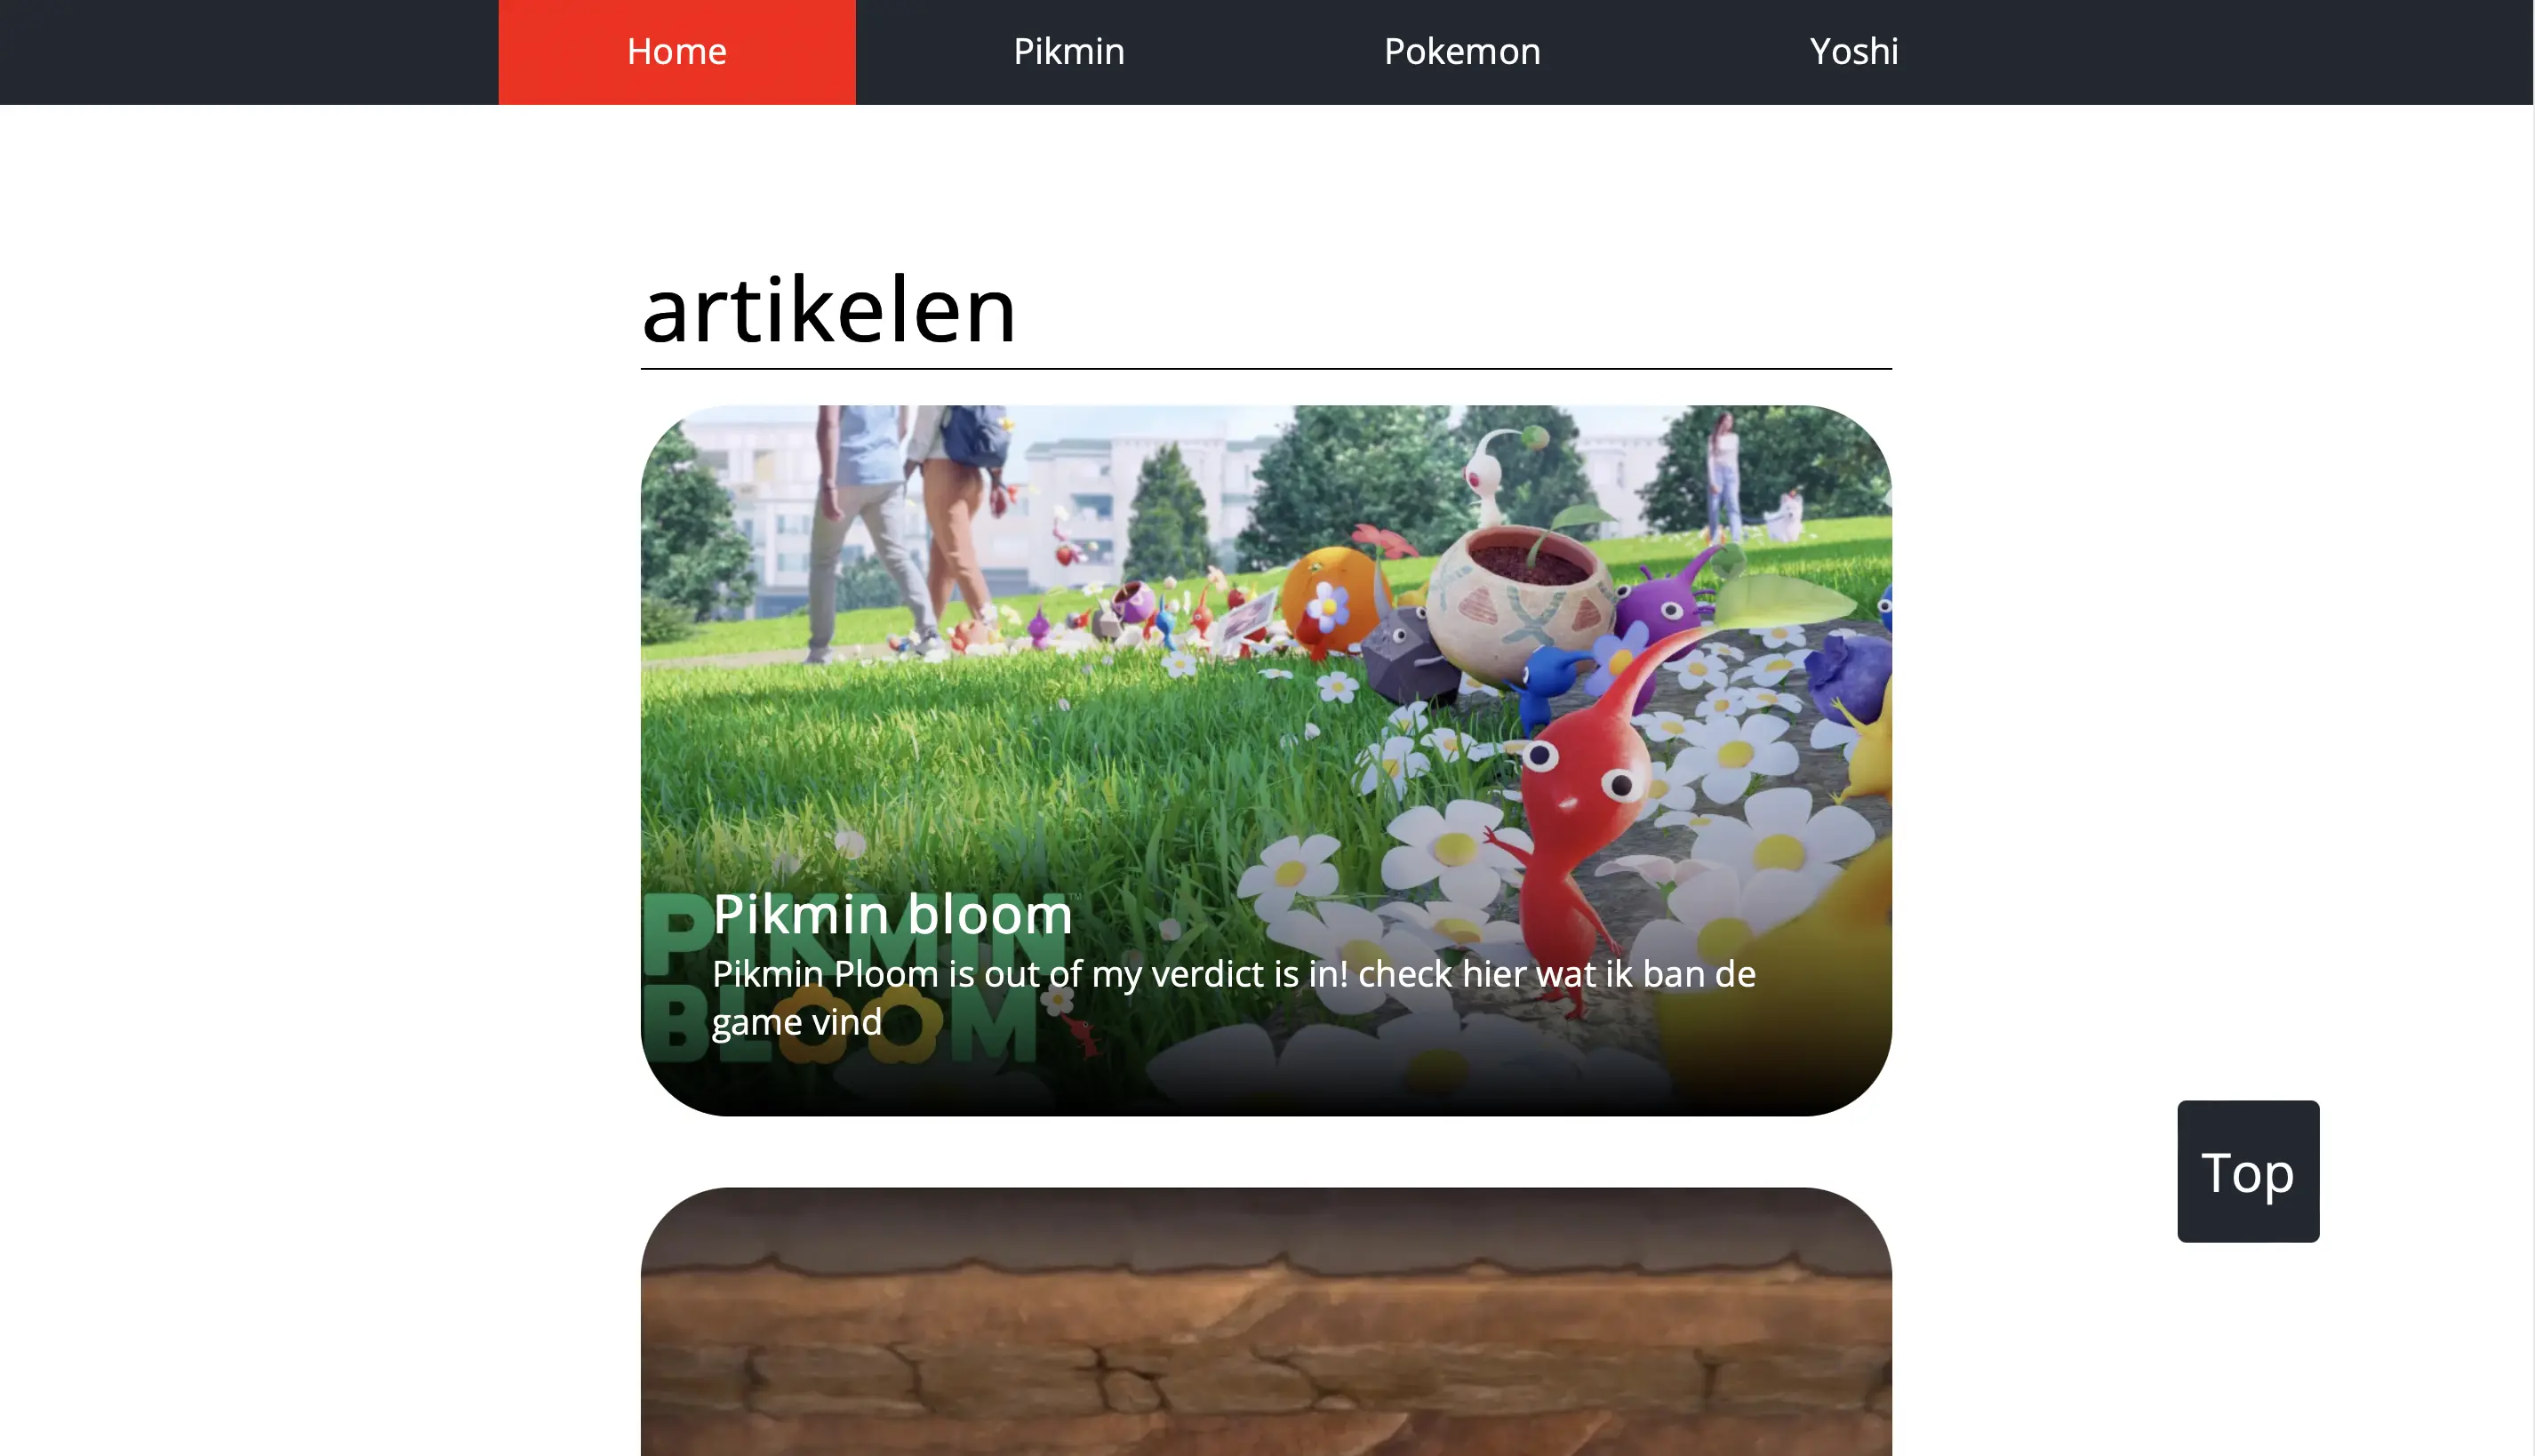 Home
Pikmin
Pokemon
Yoshi
artikelen
Pikmin bloom
PIKMIN™
Pikmin Ploom is out of my verdict is in! check hier wat ik ban de
game vind
BLOOM
Top